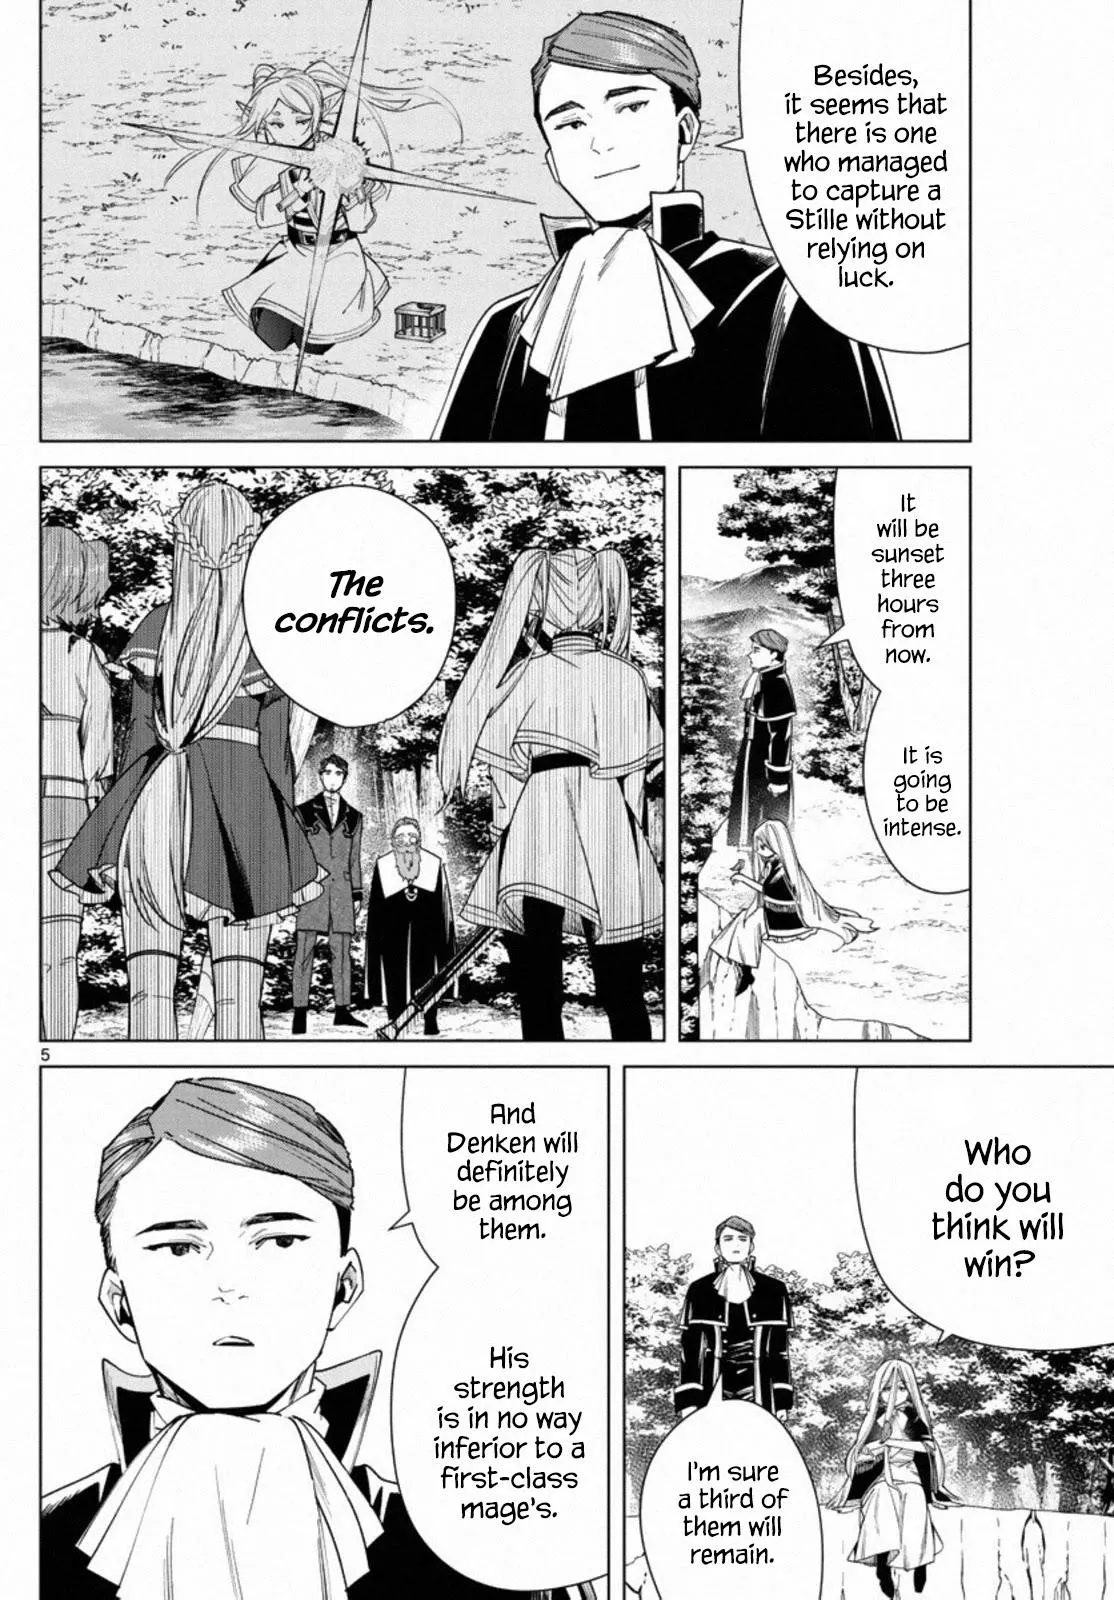 Besides,
it seems that
there is one
who managed
to capture a
Stille without
relying on
luck.
It
will be
sunset
three
hours
from
now.
It is
going
to be
intense.
The
conflicts.
5
Who
do you
think will
win?
I'm sure
a third of
them will
remain.
And
Denken will
definitely
be among
them.
His
strength
is in no way
inferior to a
first-class
mage's.